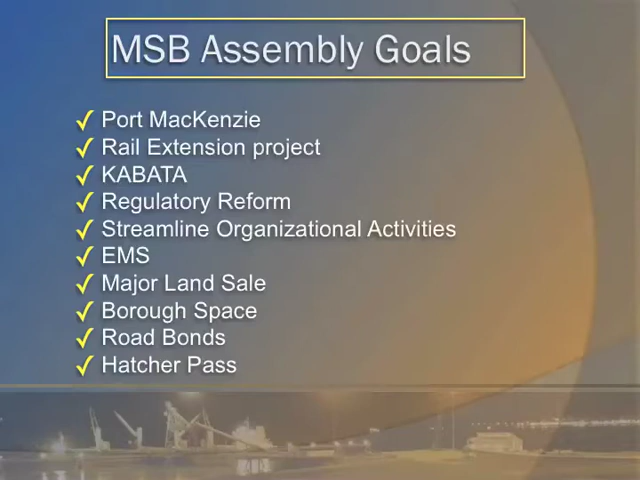 MSB Assembly Goals
✓ Port MacKenzie
✓ Rail Extension project
✓ KABATA
✓ Regulatory Reform
✓ Streamline Organizational Activities
✓ EMS
✓ Major Land Sale
✓ Borough Space
✓ Road Bonds
✓ Hatcher Pass